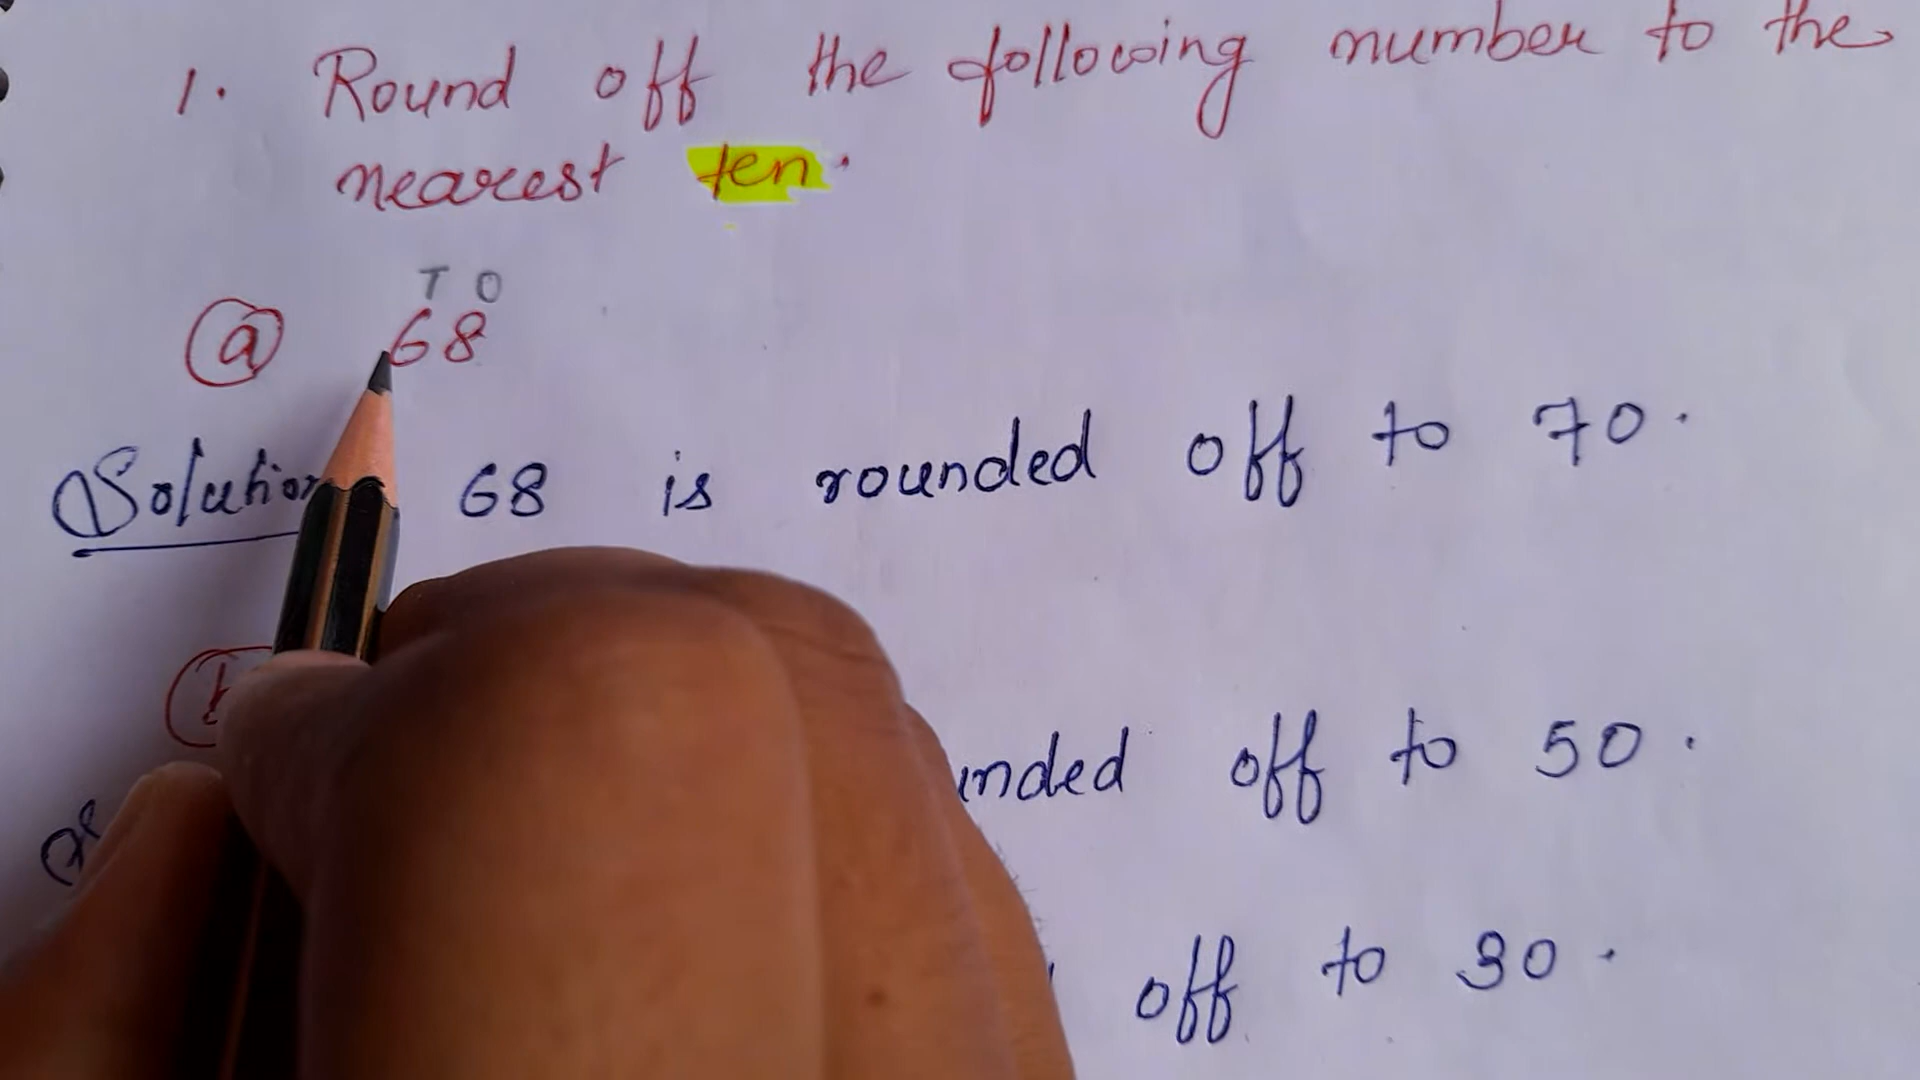 1. Round off the following number to the
nearest ten.
T O
(a) 68
Solution 68 is rounded off to 70.
off to 50.
off to 30.